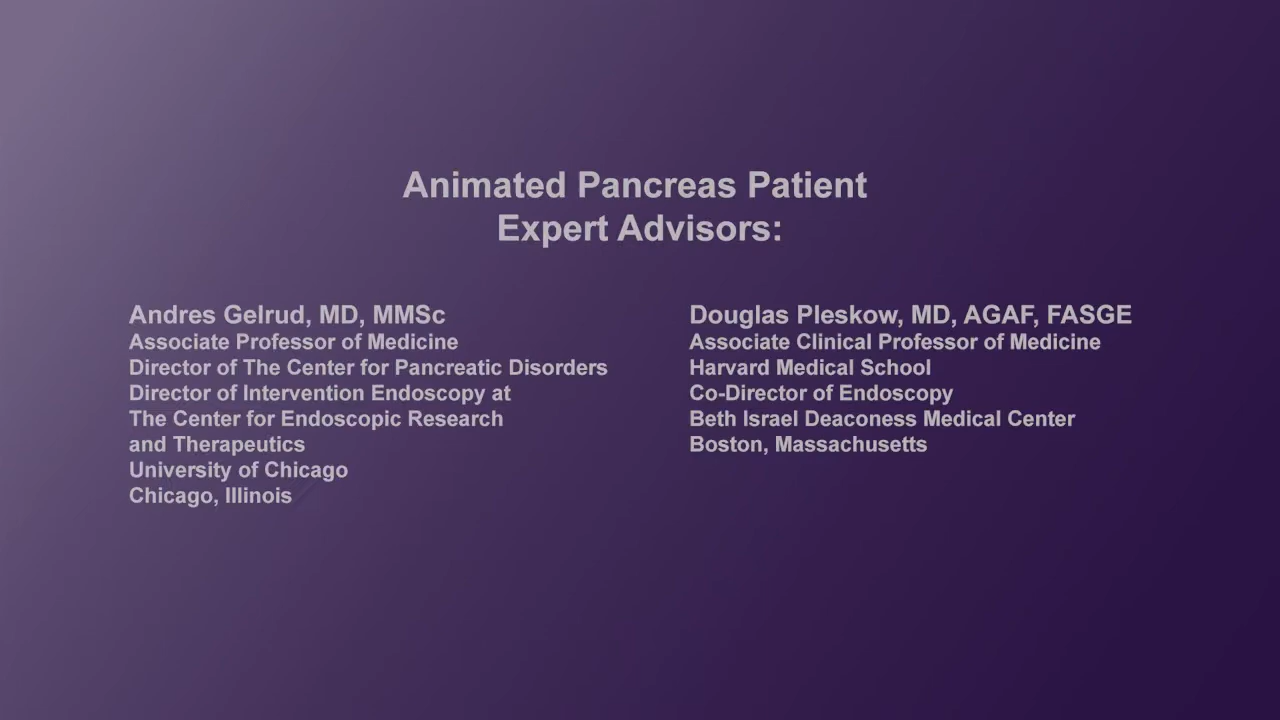 Animated Pancreas Patient
Expert Advisors:
Andres Gelrud, MD, MMSc
Associate Professor of Medicine
Director of The Center for Pancreatic Disorders
Director of Intervention Endoscopy at
The Center for Endoscopic Research
and Therapeutics
University of Chicago
Chicago, Illinois
Douglas Pleskow, MD, AGAF, FASGE
Associate Clinical Professor of Medicine
Harvard Medical School
Co-Director of Endoscopy
Beth Israel Deaconess Medical Center
Boston, Massachusetts